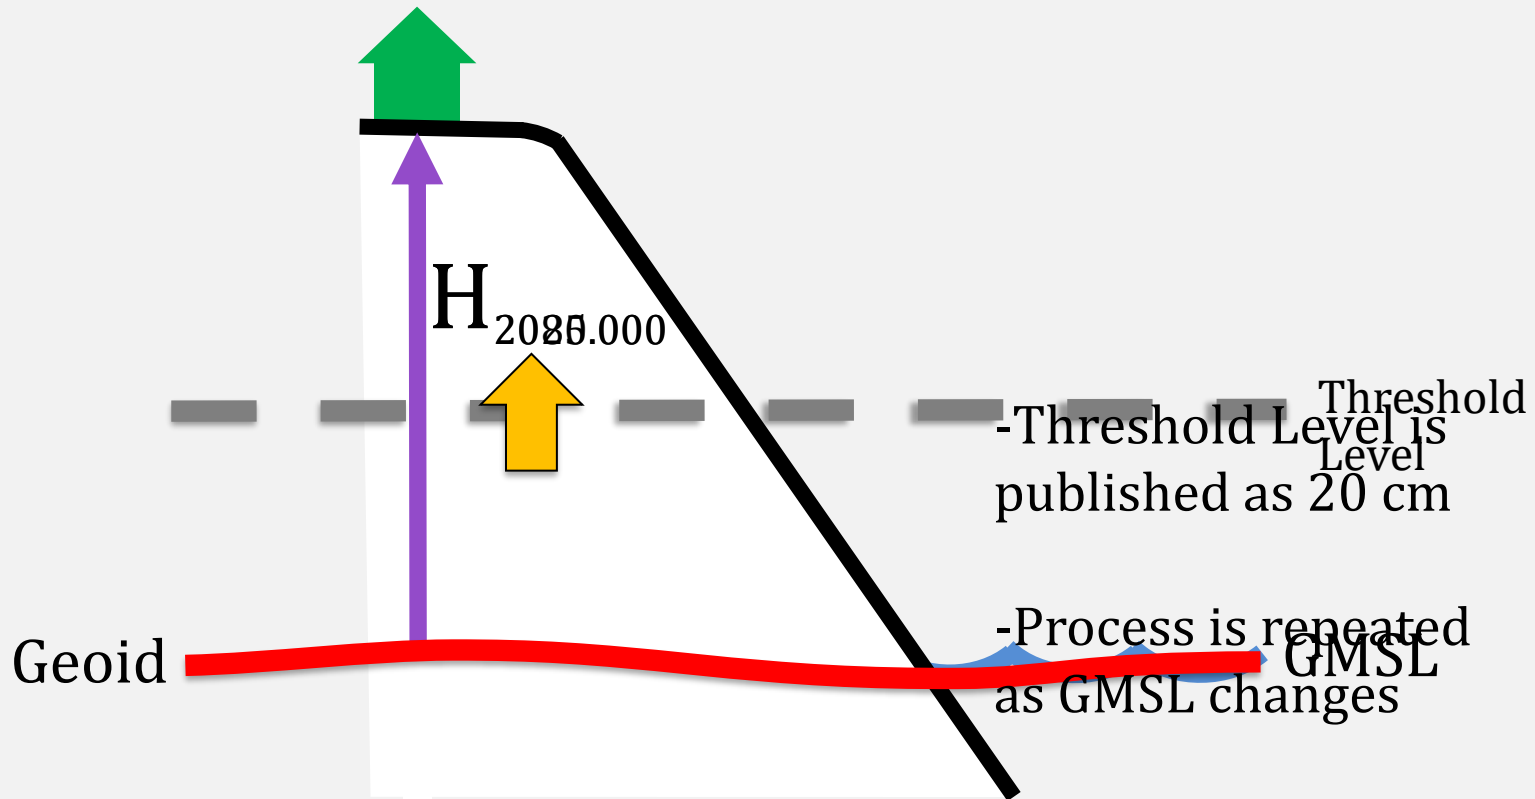 H
Threshold
Level
-Threshold Level is
published as 20 cm
-Process is repeated
as GMSL changes
Geoid
GMSL